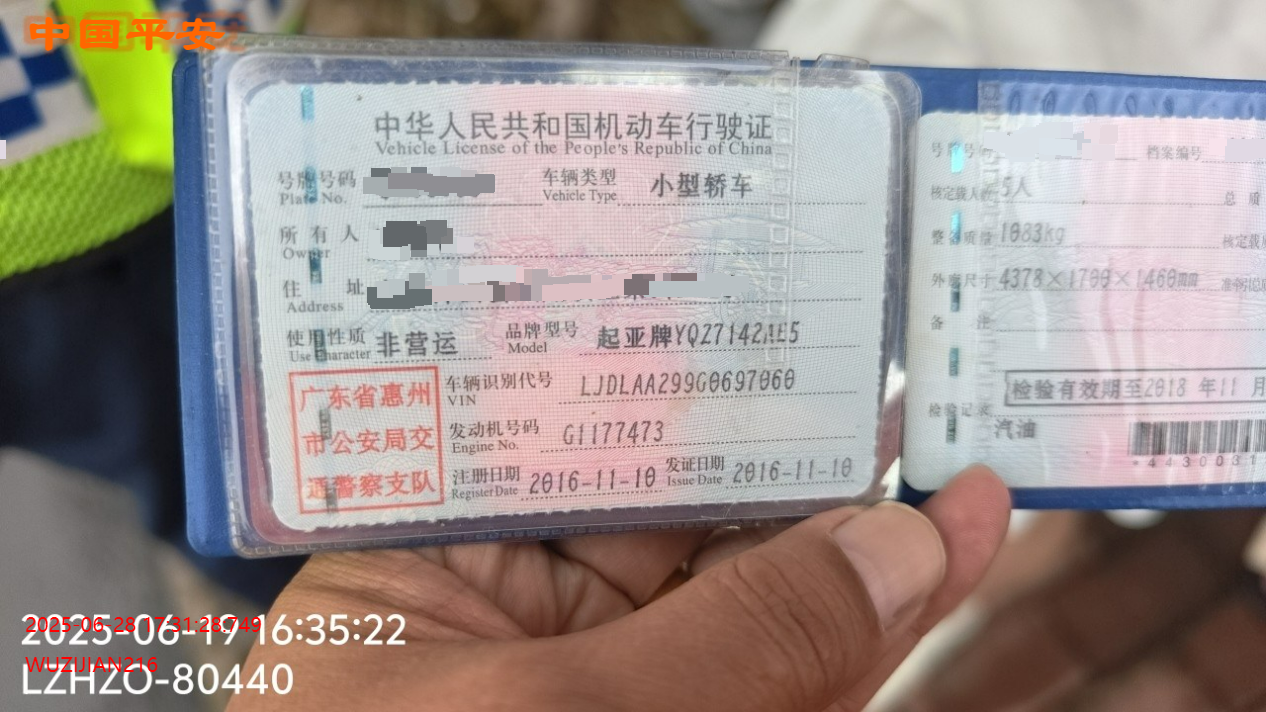 中国平安
中华人民共和国机动车行驶证
Vehicle License of the People's Republic of China
号牌号码
Plate No.
车辆类型 小型轿车
Vehicle Type
所有人
Owner
住址
Address
使用性质 非营运
Use Character
品牌型号 起亚牌YQZ7142AE5
Model
车辆识别代号 LJDLAA299G0697060
VIN
发动机号码 G1177473
Engine No.
注册日期 2016-11-10
Register Date
发证日期 2016-11-10
Issue Date
广东省惠州
市公安局交
通警察支队
号牌号
档案编号
核定载人数 5人
总质
整备质量 1083kg
核定载
外廓尺寸 4378×1700×1460mm
备注
检验有效期至2018 年11 月
检验记录
汽油
2025-06-19 16:35:22
2025-06-28 17:31:28.749
WUZIJIAN216
LZHZO-80440